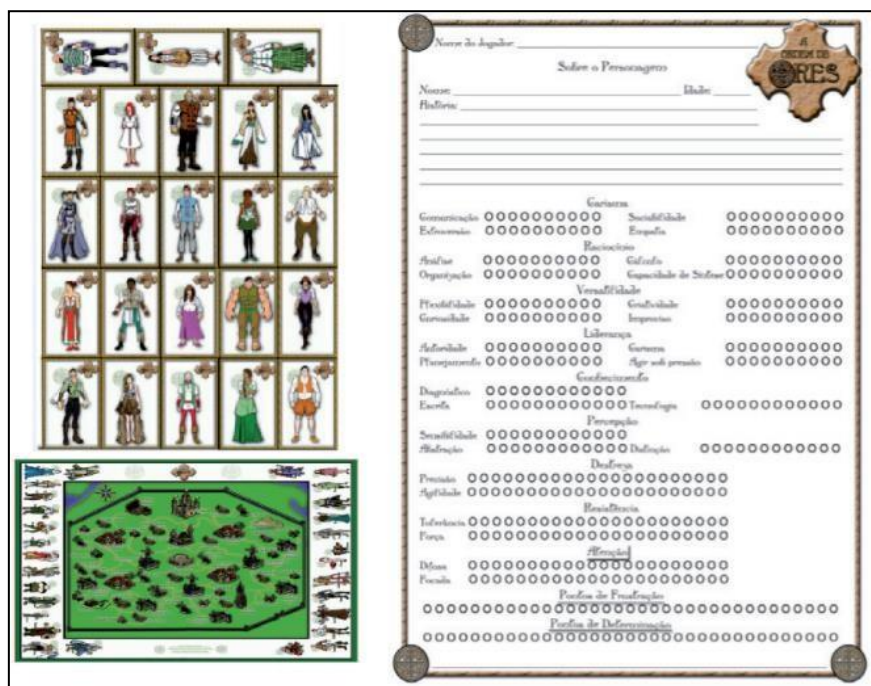 Nome do Jogador:
A
ORDEM DE
ORES
Sobre o Personagem
Nome: Idade:
História:
Carisma
Comunicação Sociabilidade
Extroversão Empatia
Raciocínio
Análise Cálculo
Organização Capacidade de Síntese
Versatilidade
Flexibilidade Criatividade
Curiosidade Improviso
Liderança
Autoridade Carisma
Planejamento Agir sob pressão
Conhecimento
Diagnóstico
Escrita Tecnologia
Percepção
Sensibilidade
Abstração
Destreza
Precisão
Agilidade
Resistência
Tolerância
Força
Atenção
Difusa
Focada
Pontos de Frustração
Pontos de Determinação